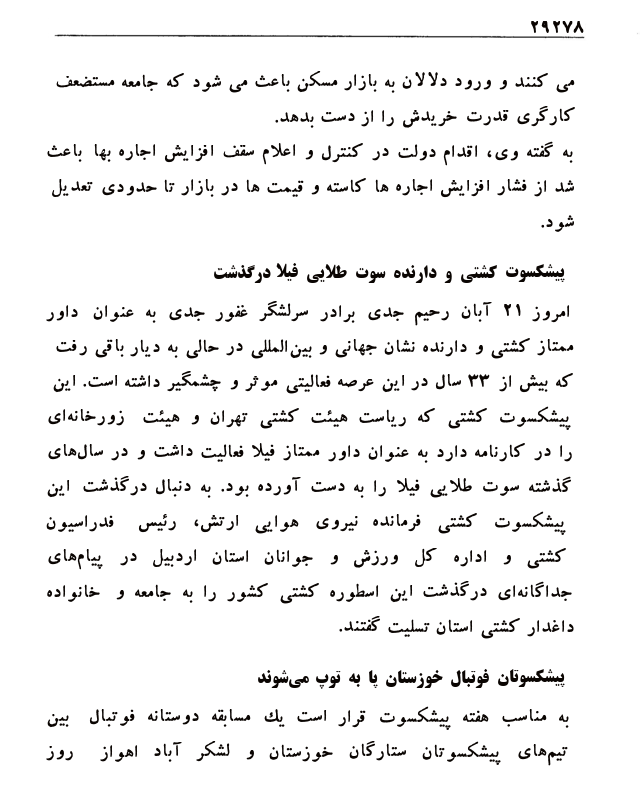 ۲۹۲۷۸
می کنند و ورود دلالان به بازار مسکن باعث می شود که جامعه مستضعف
کارگری قدرت خریدش را از دست بدهد.
به گفته وی، اقدام دولت در کنترل و اعلام سقف افزایش اجاره بها باعث
شد از فشار افزایش اجاره ها کاسته و قیمت ها در بازار تا حدودی تعدیل
شود.
پیشکسوت کشتی و دارنده سوت طلایی فیلا درگذشت
امروز ۲۱ آبان رحیم جدی برادر سرلشگر غفور جدی به عنوان داور
ممتاز کشتی و دارنده نشان جهانی و بین‌المللی در حالی به دیار باقی رفت
که بیش از ۳۳ سال در این عرصه فعالیتی موثر و چشمگیر داشته است. این
پیشکسوت کشتی که ریاست هیئت کشتی تهران و هیئت زورخانه‌ای
را در کارنامه دارد به عنوان داور ممتاز فیلا فعالیت داشت و در سال‌های
گذشته سوت طلایی فیلا را به دست آورده بود. به دنبال درگذشت این
پیشکسوت کشتی فرمانده نیروی هوایی ارتش، رئیس فدراسیون
کشتی و اداره کل ورزش و جوانان استان اردبیل در پیام‌های
جداگانه‌ای درگذشت این اسطوره کشتی کشور را به جامعه و خانواده
داغدار کشتی استان تسلیت گفتند.
پیشکسوتان فوتبال خوزستان پا به توپ می‌شوند
به مناسب هفته پیشکسوت قرار است یك مسابقه دوستانه فوتبال بین
تیم‌های پیشکسوتان ستارگان خوزستان و لشکر آباد اهواز روز